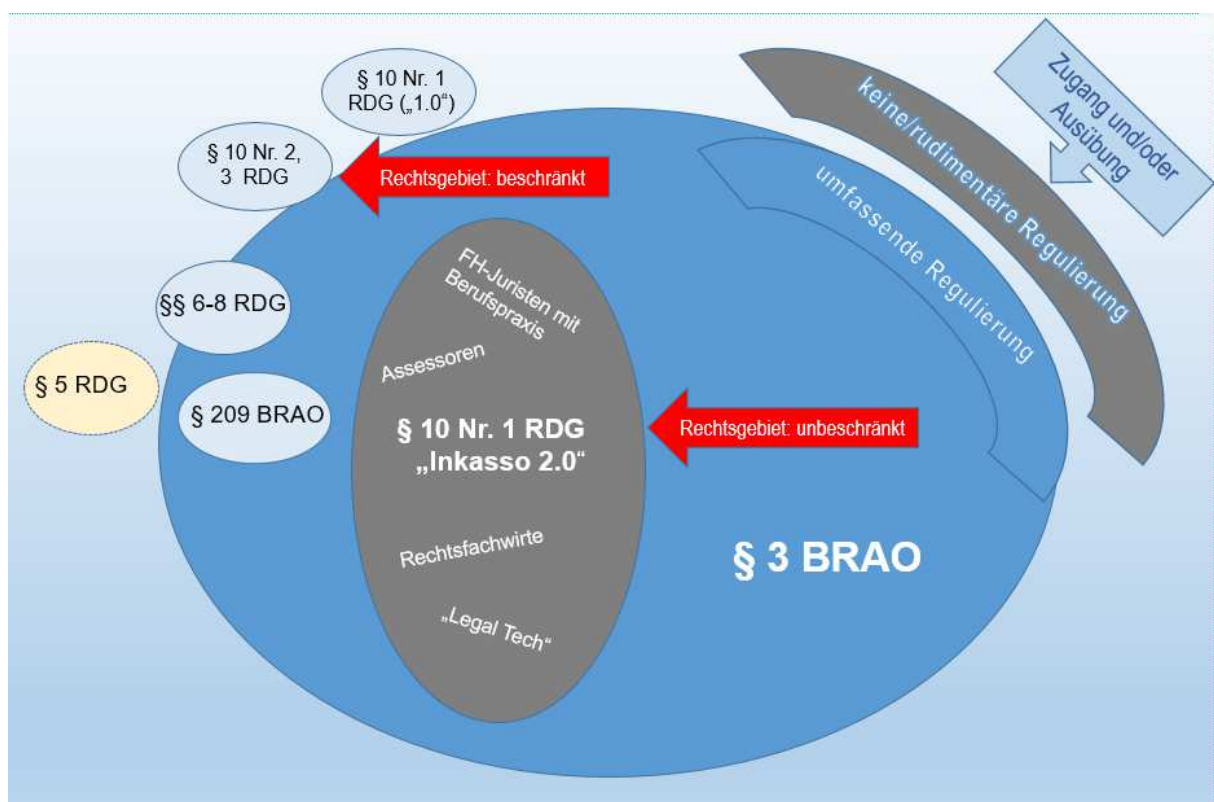 § 10 Nr. 1
RDG („1.0“)
§ 10 Nr. 2,
3 RDG
Rechtsgebiet: beschränkt
keine/rudimentäre Regulierung
Zugang und/oder
Ausübung
umfassende Regulierung
§§ 6-8 RDG
§ 5 RDG
§ 209 BRAO
FH-Juristen mit
Berufspraxis
Assessoren
§ 10 Nr. 1 RDG
„Inkasso 2.0“
Rechtsgebiet: unbeschränkt
Rechtsfachwirte
„Legal Tech“
§ 3 BRAO